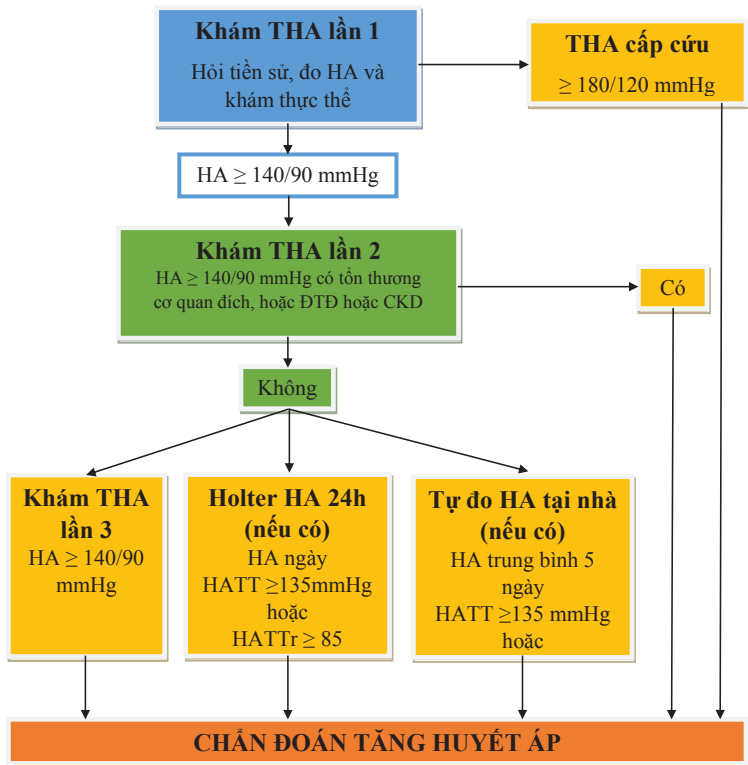 Khám THA lần 1
Hỏi tiền sử, đo HA và
khám thực thể
THA cấp cứu
≥ 180/120 mmHg
HA ≥ 140/90 mmHg
Khám THA lần 2
HA ≥ 140/90 mmHg có tổn thương
cơ quan đích, hoặc ĐTĐ hoặc CKD
Có
Không
Khám THA
lần 3
HA ≥ 140/90
mmHg
Holter HA 24h
(nếu có)
HA ngày
HATT ≥135mmHg
hoặc
HATTr ≥ 85
Tự đo HA tại nhà
(nếu có)
HA trung bình 5
ngày
HATT ≥135 mmHg
hoặc
CHẨN ĐOÁN TĂNG HUYẾT ÁP